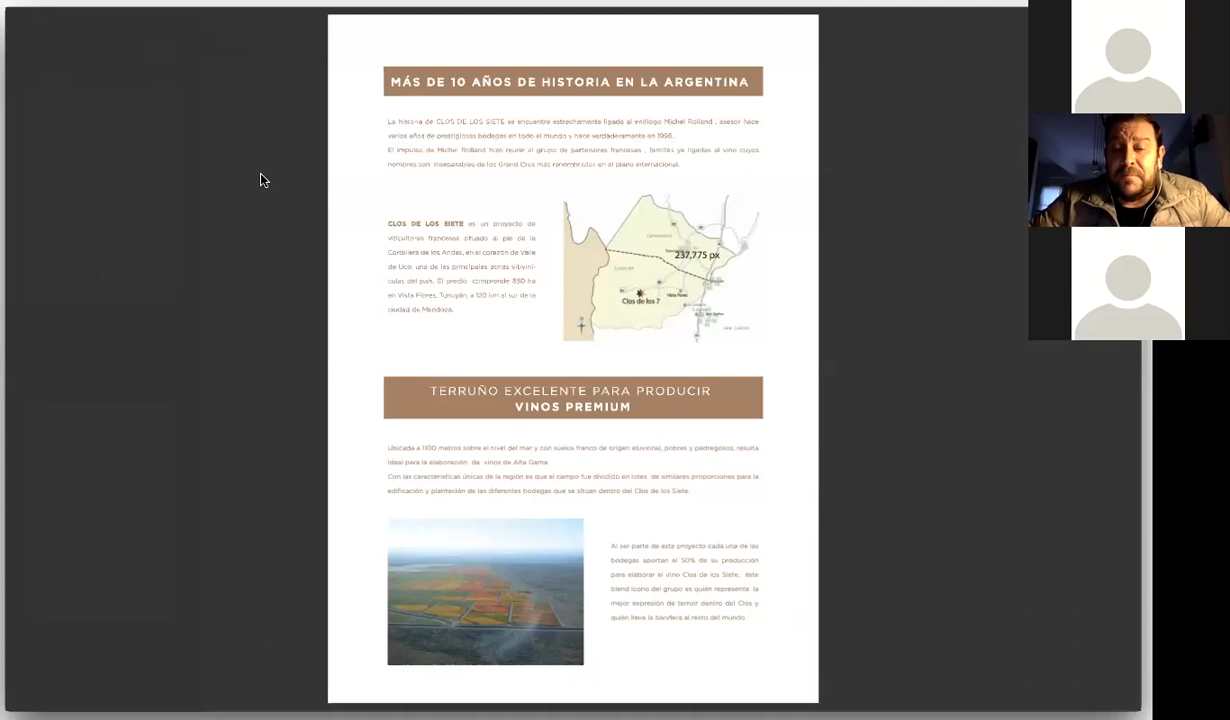 MÁS DE 10 AÑOS DE HISTORIA EN LA ARGENTINA
La historia de CLOS DE LOS SIETE se encuentra estrechamente ligada al enólogo Michel Rolland , asesor hace
varios años de prestigiosas bodegas en todo el mundo y nace verdaderamente en 1998.
El impulso de Michel Rolland hizo reunir al grupo de partenaires franceses , familias ya ligadas al vino cuyos
nombres son inseparables de los Grand Crus más renombrados en el plano internacional.
CLOS DE LOS SIETE es un proyecto de
viticultores franceses situado al pie de la
Cordillera de los Andes, en el corazón de Valle
de Uco: una de las principales zonas vitiviní-
culas del país. El predio comprende 850 ha
en Vista Flores, Tunuyán, a 120 km al sur de la
ciudad de Mendoza.
237,775 px
Vista Flores
Clos de los 7
N
SAN CARLOS
TERRUÑO EXCELENTE PARA PRODUCIR
VINOS PREMIUM
Ubicada a 1100 metros sobre el nivel del mar y con suelos franco de origen aluvional, pobres y pedregosos, resulta
ideal para la elaboración de vinos de Alta Gama.
Con las características únicas de la región es que el campo fue dividido en lotes de similares proporciones para la
edificación y plantación de las diferentes bodegas que se sitúan dentro del Clos de los Siete.
Al ser parte de este proyecto cada una de las
bodegas aportan el 50% de su producción
para elaborar el vino Clos de los Siete, éste
blend ícono del grupo es quién representa la
mejor expresión de terroir dentro del Clos y
quién lleva la bandera al resto del mundo.